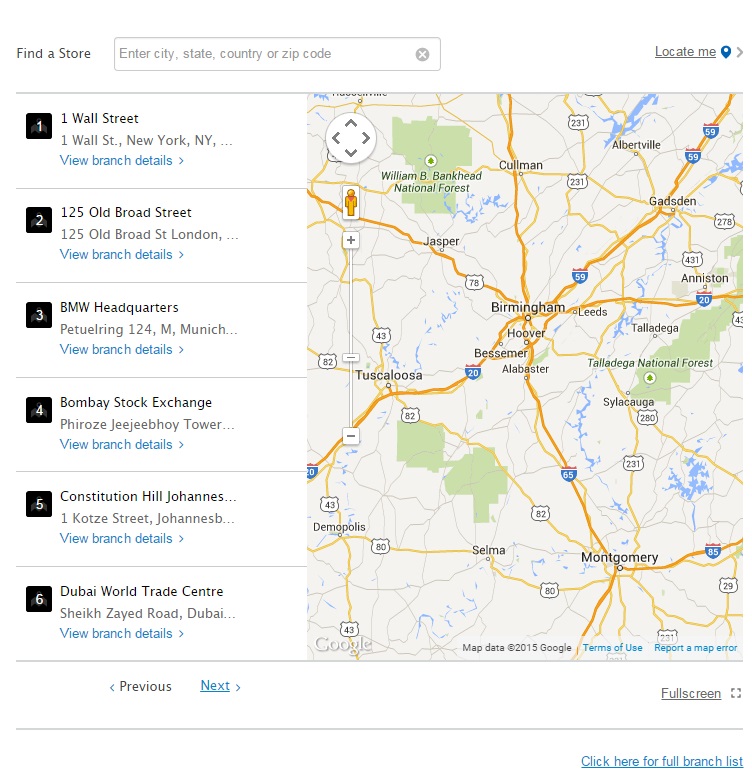 Find a Store
Enter city, state, country or zip code
Locate me
1
1 Wall Street
1 Wall St., New York, NY, ...
View branch details
2
125 Old Broad Street
125 Old Broad St London, ...
View branch details
3
BMW Headquarters
Petuelring 124, M, Munich...
View branch details
4
Bombay Stock Exchange
Phiroze Jeejeebhoy Tower...
View branch details
5
Constitution Hill Johannes...
1 Kotze Street, Johannesb...
View branch details
6
Dubai World Trade Centre
Sheikh Zayed Road, Dubai...
View branch details
231
59
Albertville
59
Cullman
William B. Bankhead
National Forest
231
Gadsden
278
Jasper
431
59
Anniston
78
20
Birmingham
Leeds
43
Hoover
Talladega
Bessemer
82
Alabaster
Talladega National Forest
20
Tuscaloosa
Sylacauga
82
280
231
20
65
43
82
Demopolis
80
Selma
Montgomery
85
80
29
43
231
Google
Map data ©2015 Google
Terms of Use
Report a map error
Previous
Next
Fullscreen
Click here for full branch list